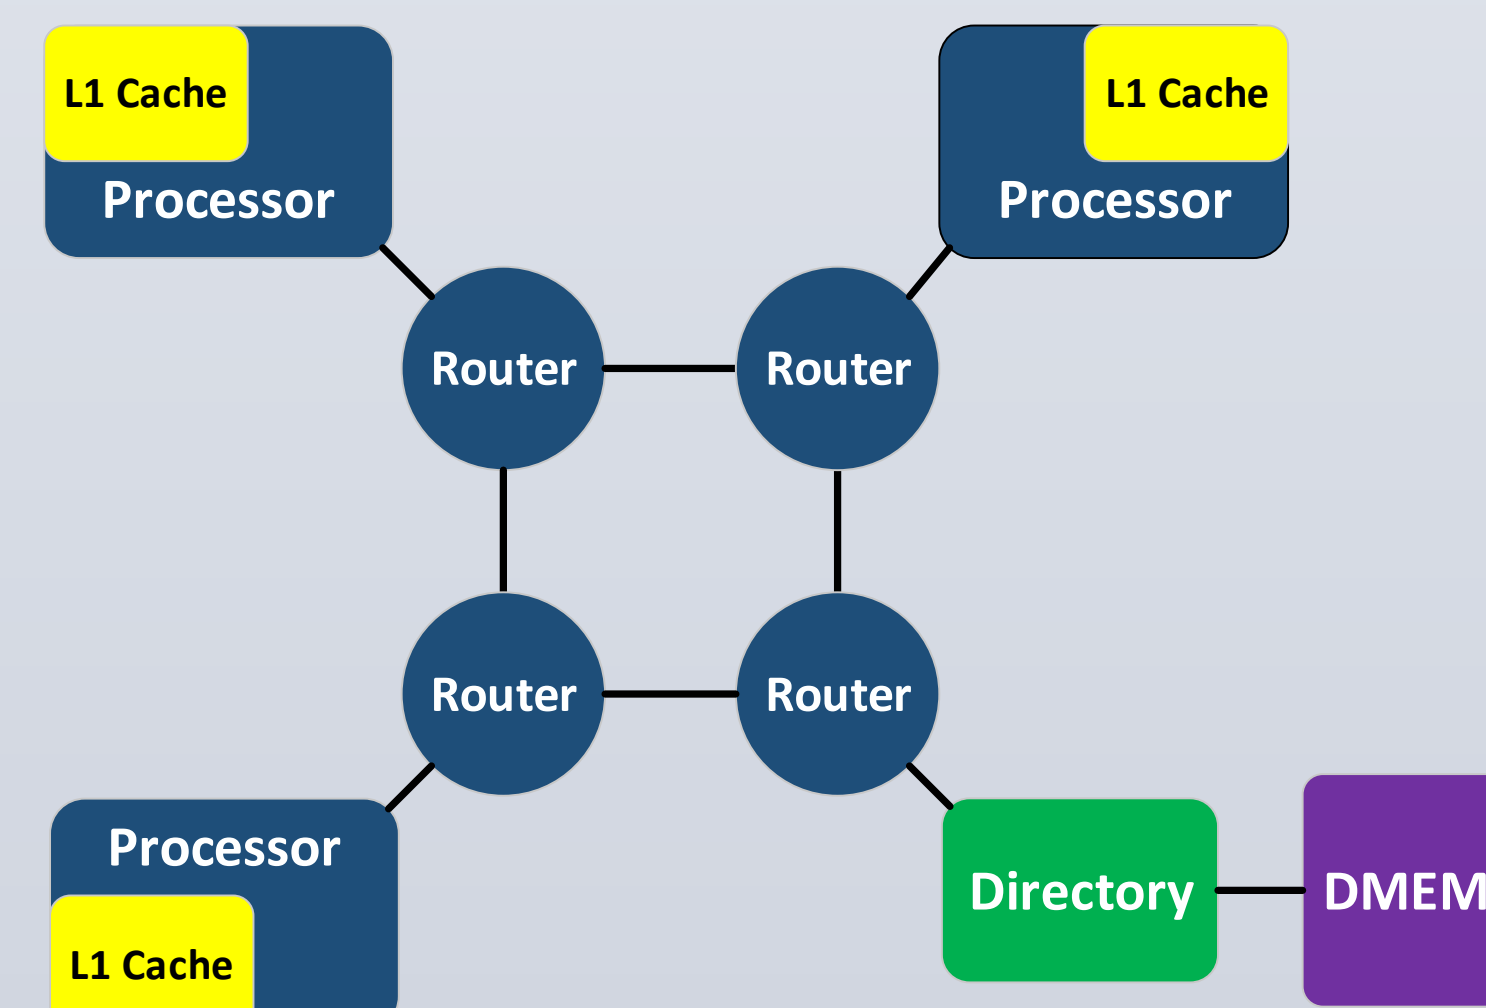 L1 Cache
Processor
L1 Cache
Processor
Router
Router
Router
Router
Processor
L1 Cache
Directory
DMEM